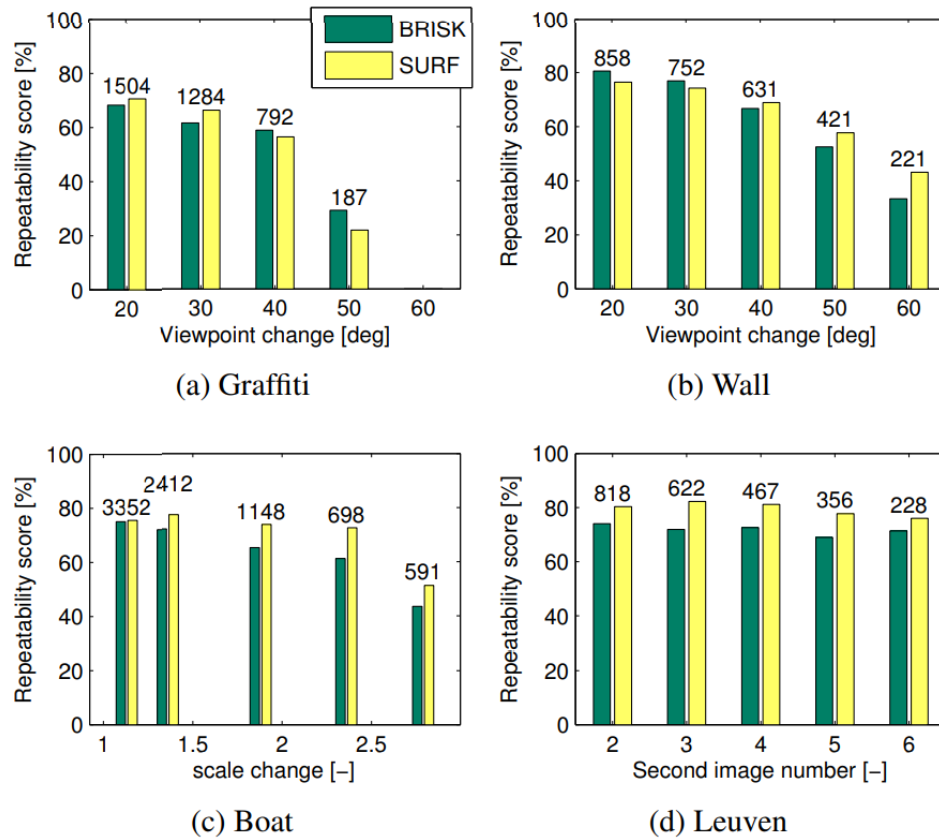 Repeatability score [%]
100
80
60
40
20
0
1504
1284
792
187
20 30 40 50 60
Viewpoint change [deg]
BRISK
SURF
(a) Graffiti
Repeatability score [%]
100
80
60
40
20
0
858
752
631
421
221
20 30 40 50 60
Viewpoint change [deg]
(b) Wall
Repeatability score [%]
100
80
60
40
20
0
3352
2412
1148
698
591
1 1.5 2 2.5
scale change [-]
(c) Boat
Repeatability score [%]
100
80
60
40
20
0
818
622
467
356
228
2 3 4 5 6
Second image number [-]
(d) Leuven